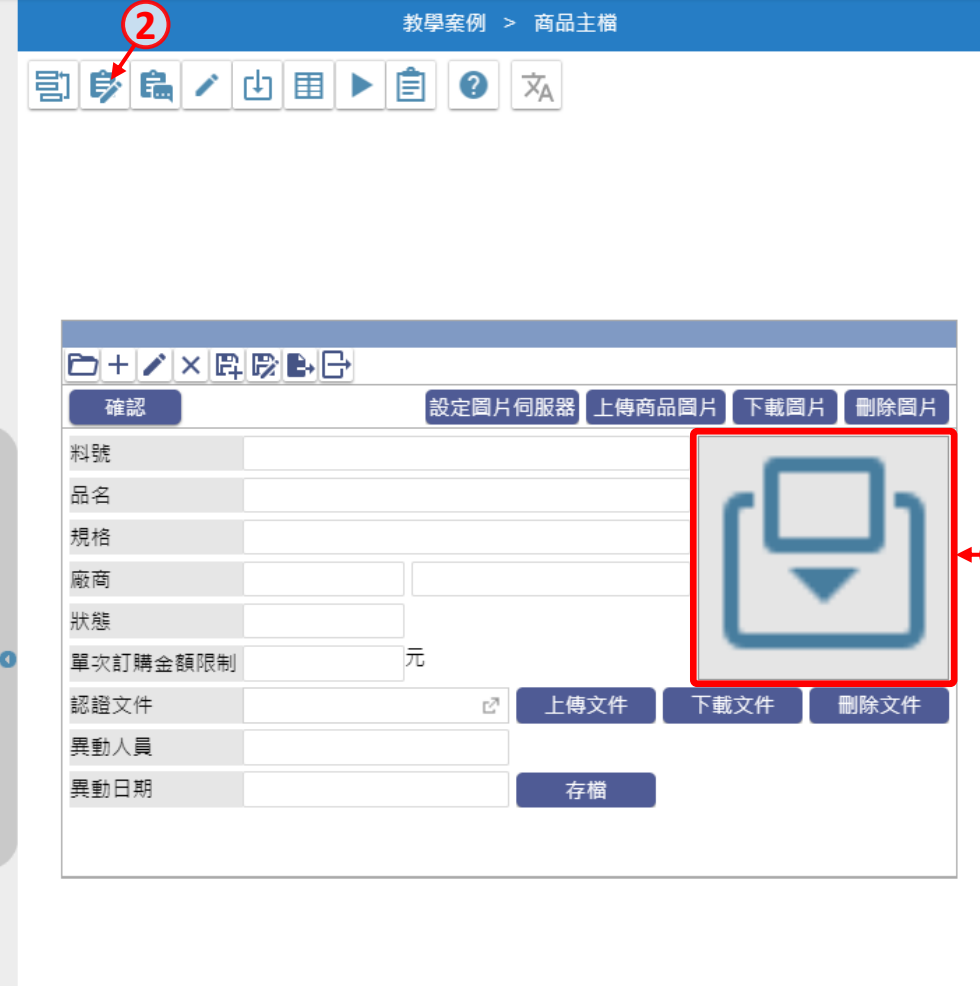 教學案例 > 商品主檔
2
文A
確認 設定圖片伺服器 上傳商品圖片 下載圖片 刪除圖片
料號
品名
規格
廠商
狀態
單次訂購金額限制 元
認證文件 上傳文件 下載文件 刪除文件
異動人員
異動日期 存檔